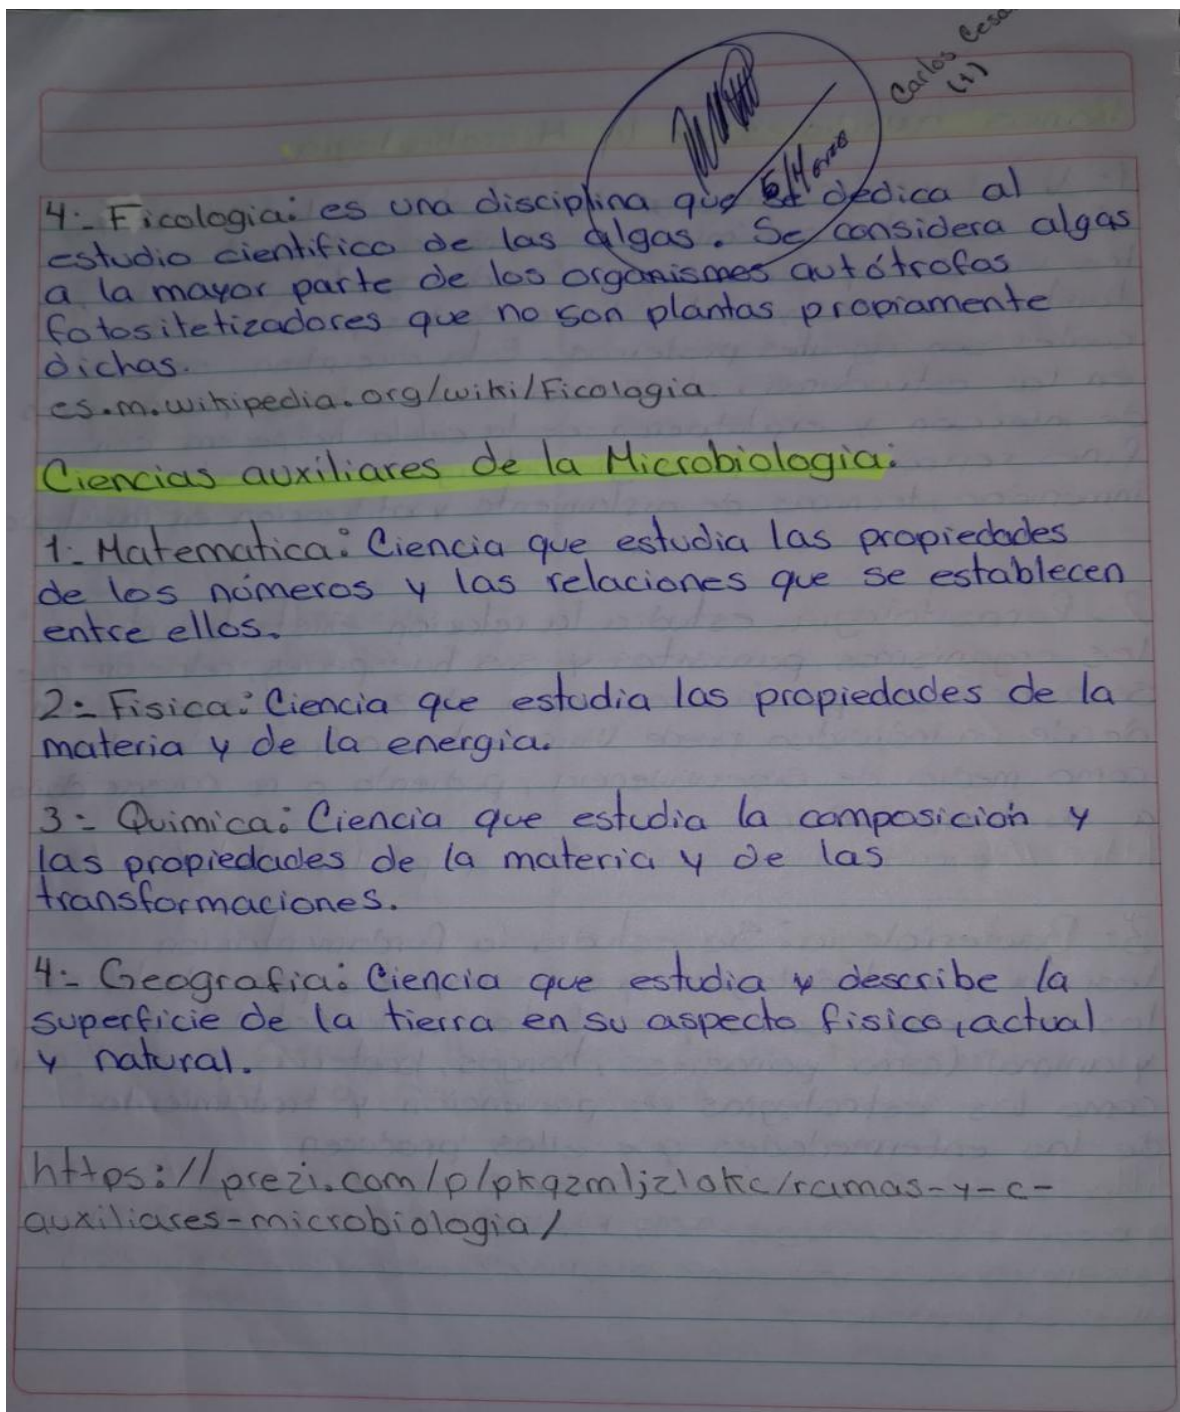 Carlos Cesa
(1)
5/Marzo
4:- Ficologia: es una disciplina que se dedica al
estudio cientifico de las algas. Se considera algas
a la mayor parte de los organismos autótrofas
fotositetizadores que no son plantas propiamente
dichas.
es.m.wikipedia.org/wiki/Ficologia
Ciencias auxiliares de la Microbiologia:
1:- Matematica: Ciencia que estudia las propiedades
de los números y las relaciones que se establecen
entre ellos.
2:- Fisica: Ciencia que estudia las propiedades de la
materia y de la energia.
3:- Quimica: Ciencia que estudia la composición y
las propiedades de la materia y de las
transformaciones.
4:- Geografia: Ciencia que estudia y describe la
superficie de la tierra en su aspecto fisico, actual
y natural.
https://prezi.com/p/pkqzmljzlokc/ramas-y-c-
auxiliares-microbiologia/